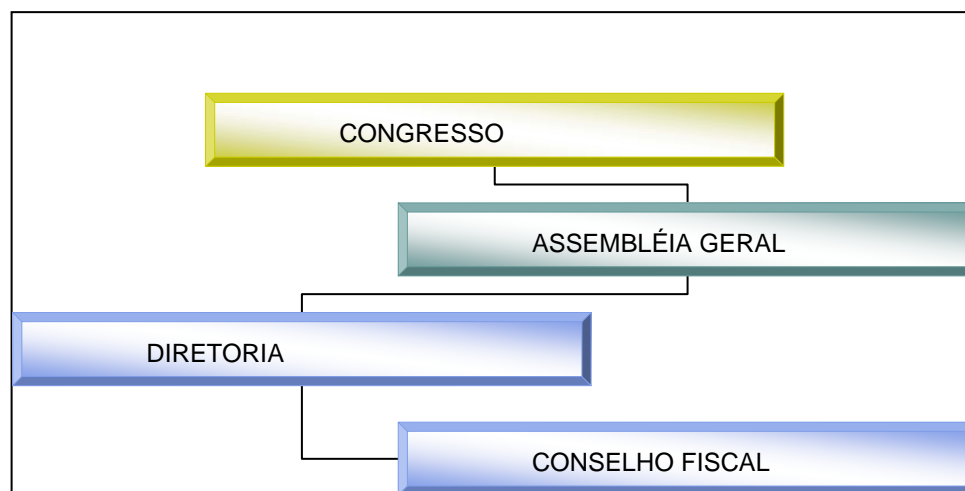 CONGRESSO
ASSEMBLÉIA GERAL
DIRETORIA
CONSELHO FISCAL